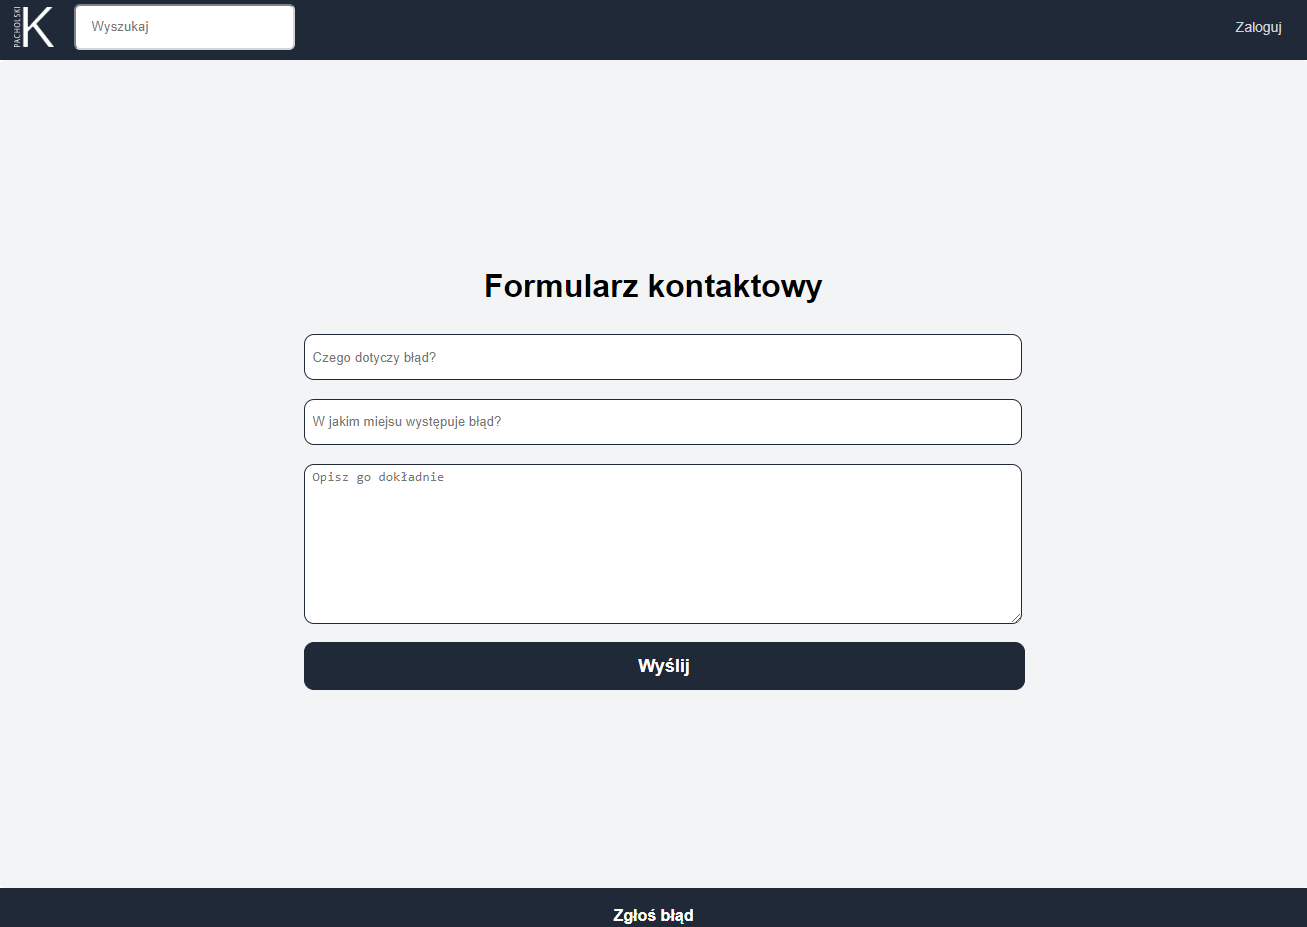 PACHOLSKI
K
Wyszukaj
Zaloguj
Formularz kontaktowy
Czego dotyczy błąd?
W jakim miejsu występuje błąd?
Opisz go dokładnie
Wyślij
Zgłoś błąd